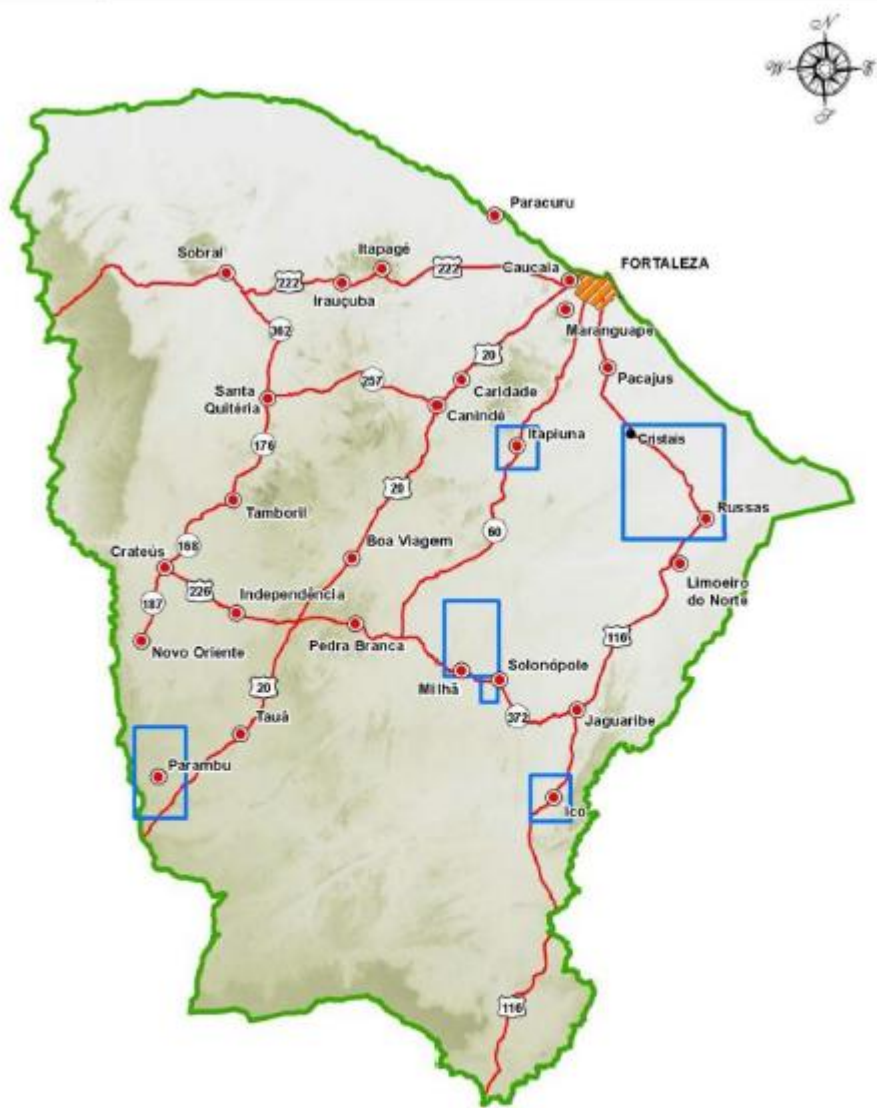 N
W
E
S
Paracuru
Sobral
Itapagé
222
Caucaia
FORTALEZA
222
Irauçuba
362
Maranguape
20
Pacajus
257
Caridade
Santa
Quitéria
Canindé
176
Itapiuna
Cristais
20
Tamboril
Russas
60
168
Boa Viagem
Crateús
226
Limoeiro
do Norte
187
Independência
116
Novo Oriente
Pedra Branca
Solonópole
Milhã
20
372
Jaguaribe
Tauá
Parambu
Ico
116